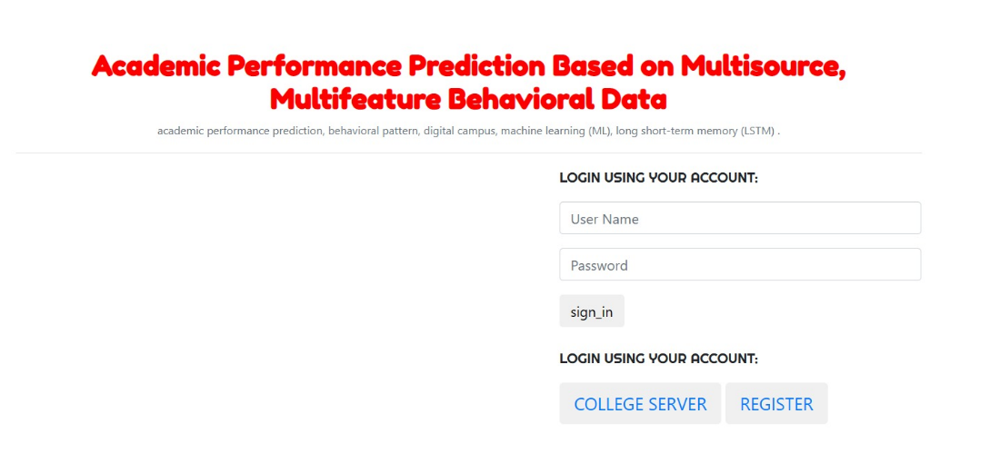 Academic Performance Prediction Based on Multisource,
Multifeature Behavioral Data
academic performance prediction, behavioral pattern, digital campus, machine learning (ML), long short-term memory (LSTM) .
LOGIN USING YOUR ACCOUNT:
User Name
Password
sign_in
LOGIN USING YOUR ACCOUNT:
COLLEGE SERVER REGISTER